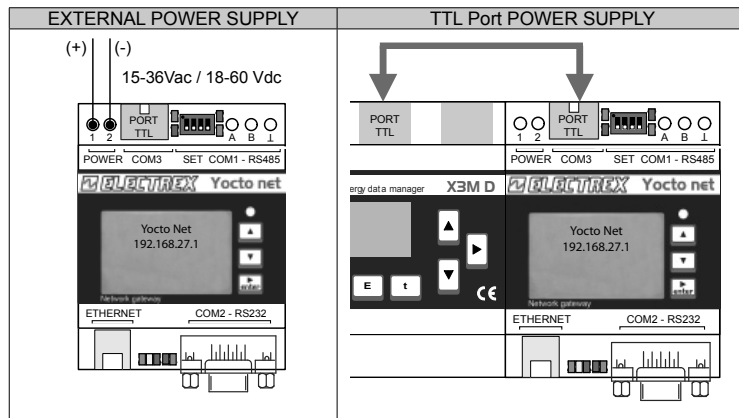 EXTERNAL POWER SUPPLY
(+) (-)
15-36Vac / 18-60 Vdc
PORT
TTL
1 2 A B ⊥
POWER COM3 SET COM1 - RS485
ELECTREX Yocto net
Yocto Net
192.168.27.1
enter
Network gateway
ETHERNET COM2 - RS232
TTL Port POWER SUPPLY
PORT
TTL
PORT
TTL
1 2 A B ⊥
POWER COM3 SET COM1 - RS485
ergy data manager X3M D
ELECTREX Yocto net
Yocto Net
192.168.27.1
enter
E t
CE
Network gateway
ETHERNET COM2 - RS232